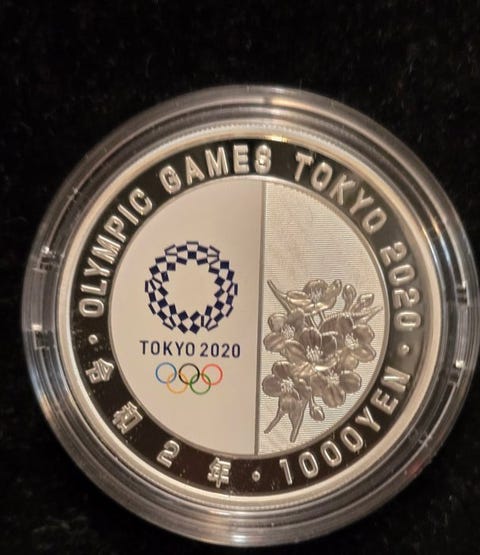 OLYMPIC GAMES TOKYO 2020
TOKYO 2020
・令和2年・1000YEN・